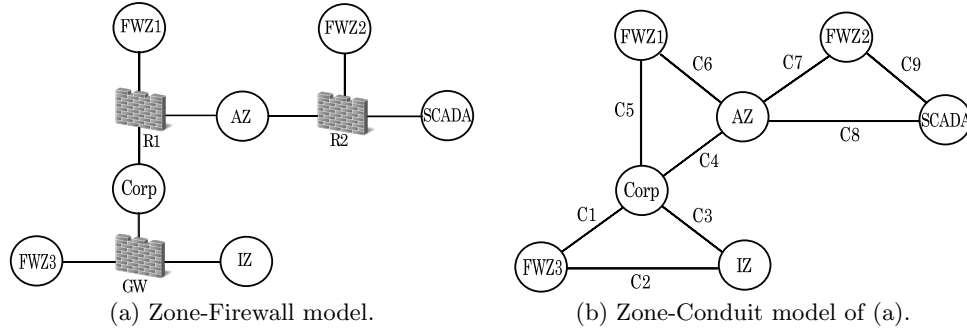 FWZ1
FWZ2
R1
AZ
R2
SCADA
Corp
FWZ3
GW
IZ
(a) Zone-Firewall model.
FWZ1
FWZ2
C6
C7
C9
C5
AZ
SCADA
C4
C8
Corp
C1
C3
FWZ3
C2
IZ
(b) Zone-Conduit model of (a).